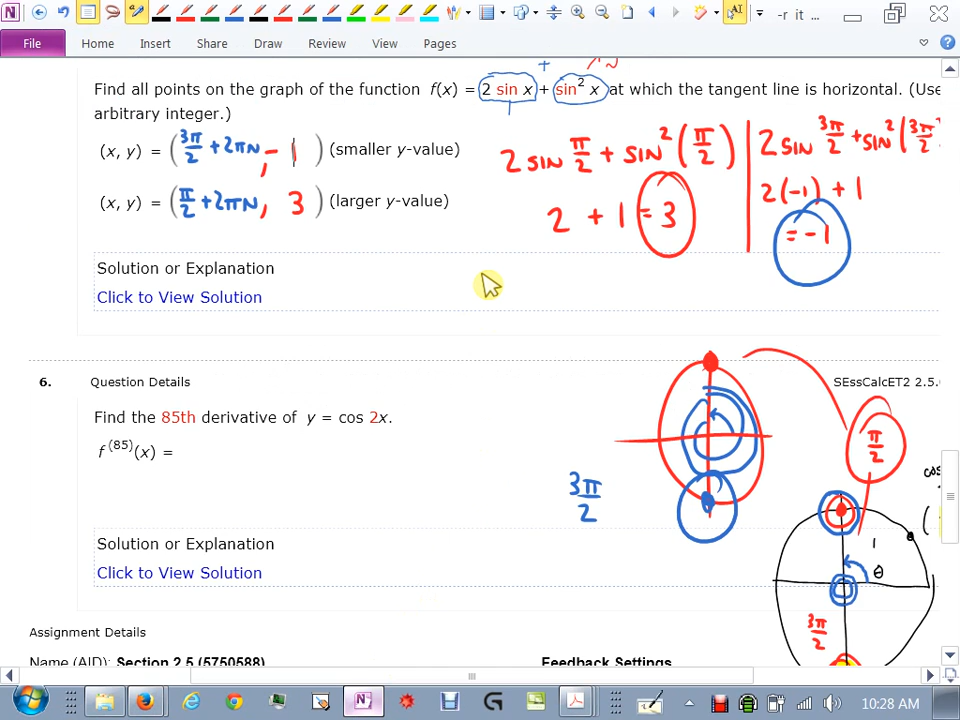 -r it ...
File Home Insert Share Draw Review View Pages
Find all points on the graph of the function f(x) = 2 sin x + sin² x at which the tangent line is horizontal. (Use
arbitrary integer.)
(x, y) = ( 3π/2 + 2πN, -1 ) (smaller y-value)
(x, y) = ( π/2 + 2πN, 3 ) (larger y-value)
2 sin π/2 + sin² (π/2)
2 + 1 = 3
2 sin 3π/2 + sin² (3π/2
2(-1) + 1
= -1
Solution or Explanation
Click to View Solution
6. Question Details SEssCalcET2 2.5.
Find the 85th derivative of y = cos 2x.
f (85)(x) =
π/2
3π/2
cos
(
1
θ
3π/2
Solution or Explanation
Click to View Solution
Assignment Details
Name (AID): Section 2.5 (5750588) Feedback Settings
10:28 AM